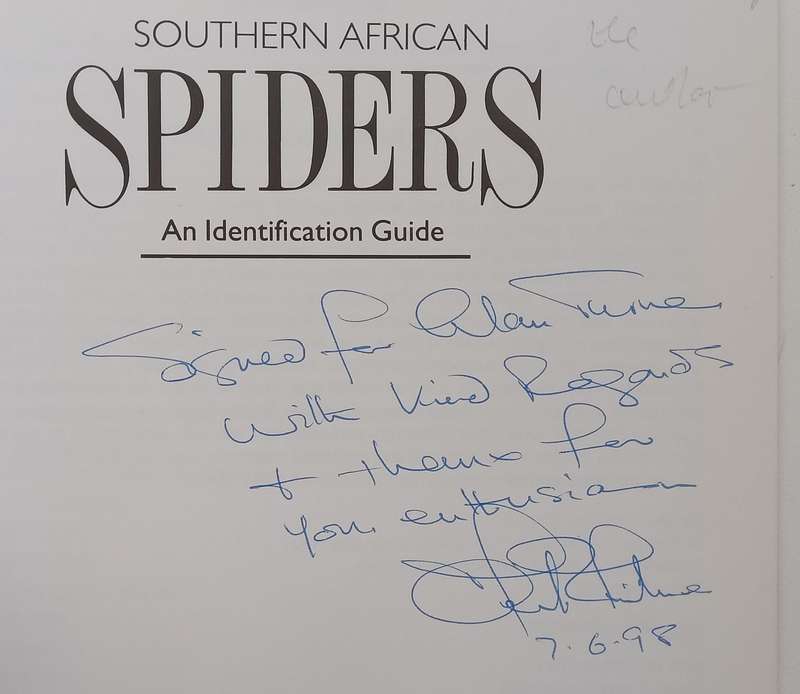 SOUTHERN AFRICAN
the
SPIDERS
author
An Identification Guide
Signed for Alan Turner
With Kind Regards
+ thanks for
your enthusiasm
7.6.98